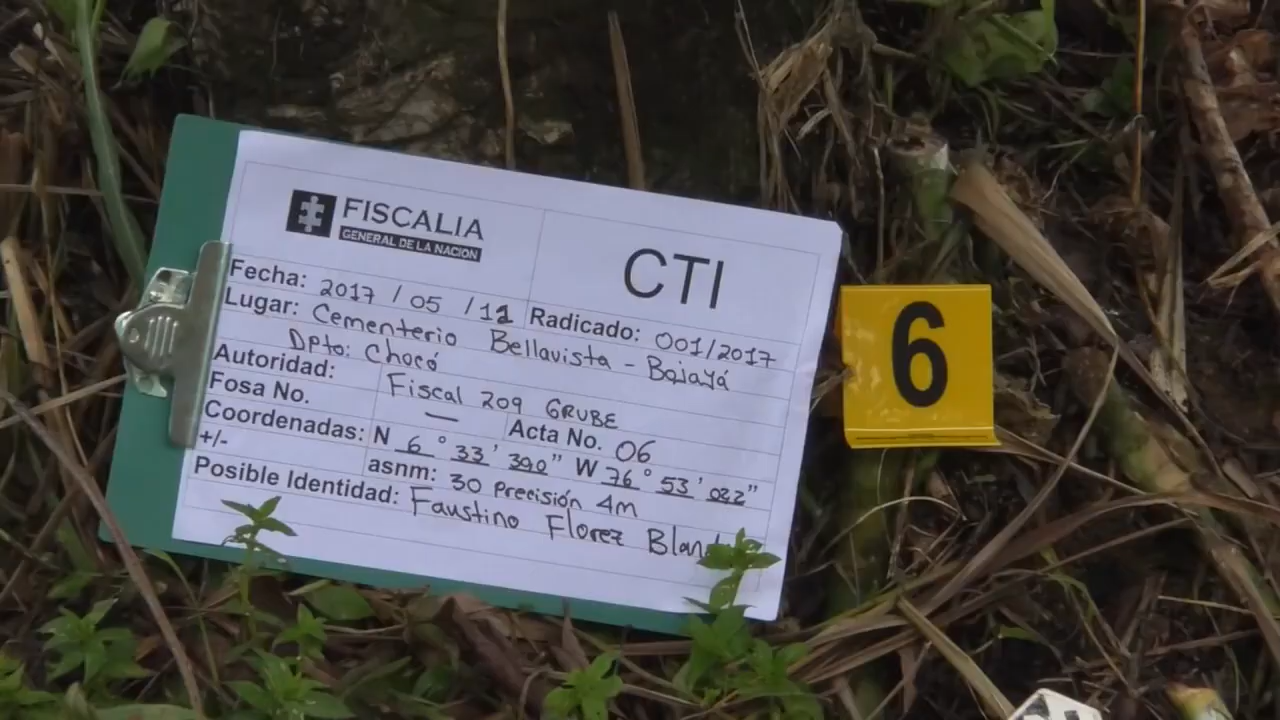 FISCALIA
GENERAL DE LA NACION
CTI
Fecha: 2017 / 05 / 11 Radicado: 001/2017
Lugar: Cementerio Bellavista - Bojayá
Dpto: Chocó
Autoridad: Fiscal 209 GRUBE
Fosa No. — Acta No. 06
Coordenadas: N 6° 33' 390" W 76° 53' 022"
+/- asnm: 30 Precisión 4m
Posible Identidad: Faustino Florez
6